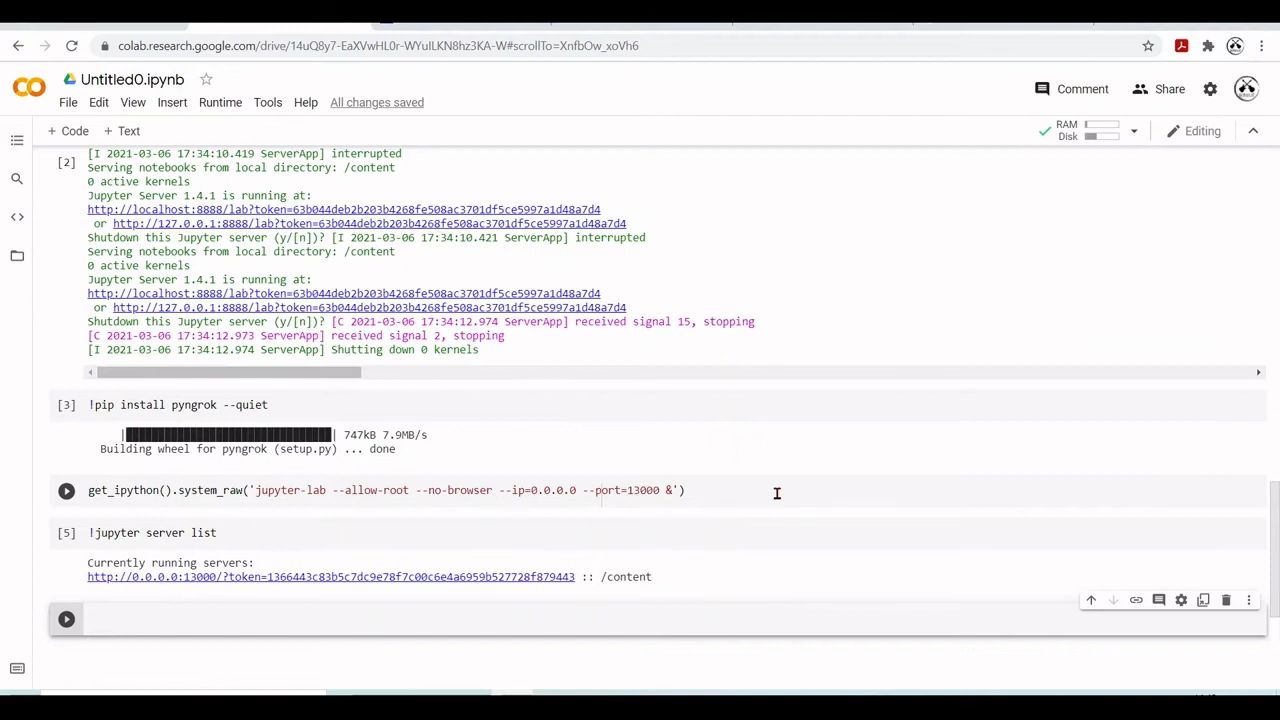 colab.research.google.com/drive/14uQ8y7-EaXVwHL0r-WYuILKN8hz3WA-W#scrollTo=XnfbOw_xoVh6
Untitled0.ipynb
File Edit View Insert Runtime Tools Help All changes saved
Comment Share
+ Code + Text
RAM
Disk
Editing
[2]
[I 2021-03-06 17:34:10.419 ServerApp] interrupted
Serving notebooks from local directory: /content
0 active kernels
Jupyter Server 1.4.1 is running at:
http://localhost:8888/lab?token=63b044deb2b203b4268fe508ac3701df5ce5997a1d48a7d4
or http://127.0.0.1:8888/lab?token=63b044deb2b203b4268fe508ac3701df5ce5997a1d48a7d4
Shutdown this Jupyter server (y/[n])? [I 2021-03-06 17:34:10.421 ServerApp] interrupted
Serving notebooks from local directory: /content
0 active kernels
Jupyter Server 1.4.1 is running at:
http://localhost:8888/lab?token=63b044deb2b203b4268fe508ac3701df5ce5997a1d48a7d4
or http://127.0.0.1:8888/lab?token=63b044deb2b203b4268fe508ac3701df5ce5997a1d48a7d4
Shutdown this Jupyter server (y/[n])? [C 2021-03-06 17:34:12.974 ServerApp] received signal 15, stopping
[C 2021-03-06 17:34:12.973 ServerApp] received signal 2, stopping
[I 2021-03-06 17:34:12.974 ServerApp] Shutting down 0 kernels
[3] !pip install pyngrok --quiet
|████████████████████████████████| 747kB 7.9MB/s
Building wheel for pyngrok (setup.py) ... done
get_ipython().system_raw('jupyter-lab --allow-root --no-browser --ip=0.0.0.0 --port=13000 &')
[5] !jupyter server list
Currently running servers:
http://0.0.0.0:13000/?token=1366443c83b5c7dc9e78f7c00c6e4a6959b527728f879443 :: /content